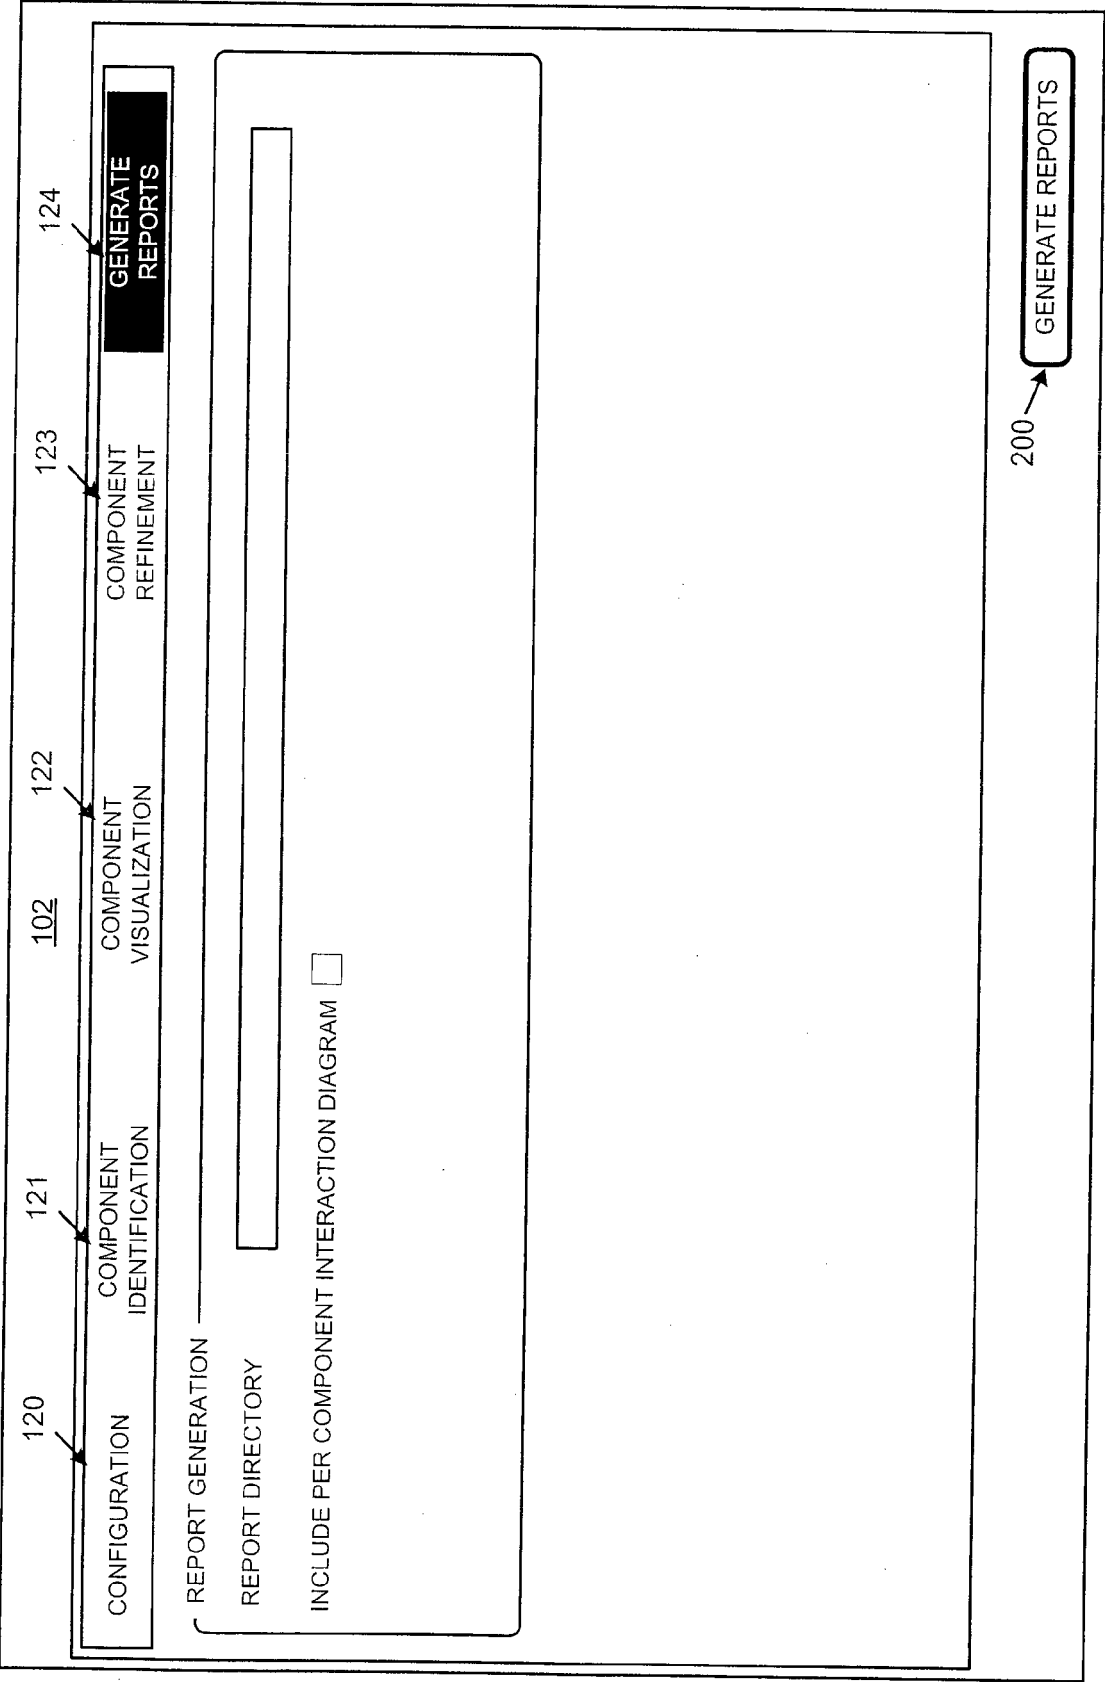 102
120
121
122
123
124
CONFIGURATION
COMPONENT
IDENTIFICATION
COMPONENT
VISUALIZATION
COMPONENT
REFINEMENT
GENERATE
REPORTS
REPORT GENERATION
REPORT DIRECTORY
INCLUDE PER COMPONENT INTERACTION DIAGRAM
200
GENERATE REPORTS